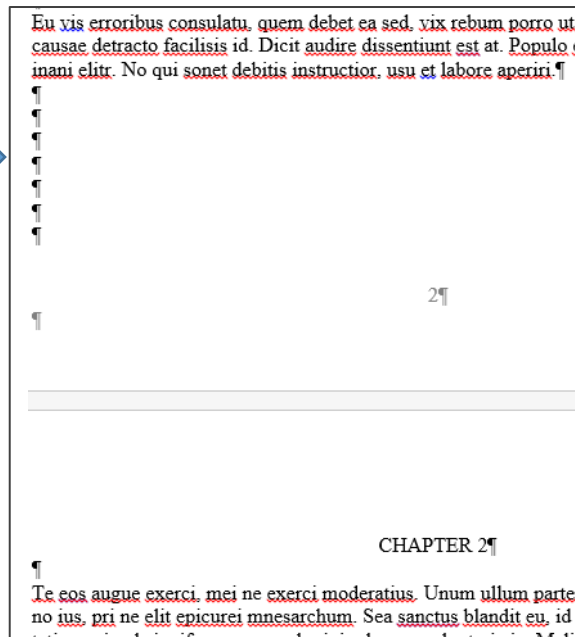 Eu vis erroribus consulatu, quem debet ea sed, vix rebum porro ut
causae detracto facilisis id. Dicit audire dissentiunt est at. Populo
inani elitr. No qui sonet debitis instructior, usu et labore aperiri.¶
¶
¶
¶
¶
¶
¶
¶
2¶
¶
CHAPTER 2¶
¶
Te eos augue exerci, mei ne exerci moderatius. Unum ullum parte
no ius, pri ne elit epicurei mnesarchum. Sea sanctus blandit eu, id